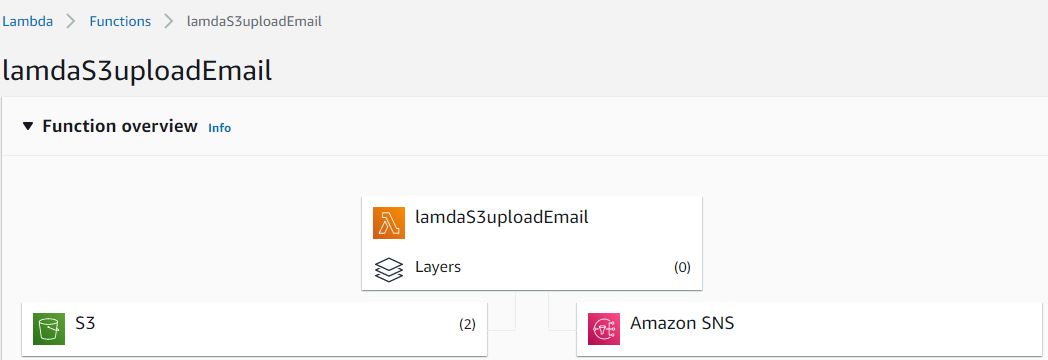 Lambda > Functions > lamdaS3uploadEmail
lamdaS3uploadEmail
▼ Function overview Info
lamdaS3uploadEmail
Layers (0)
S3 (2)
Amazon SNS